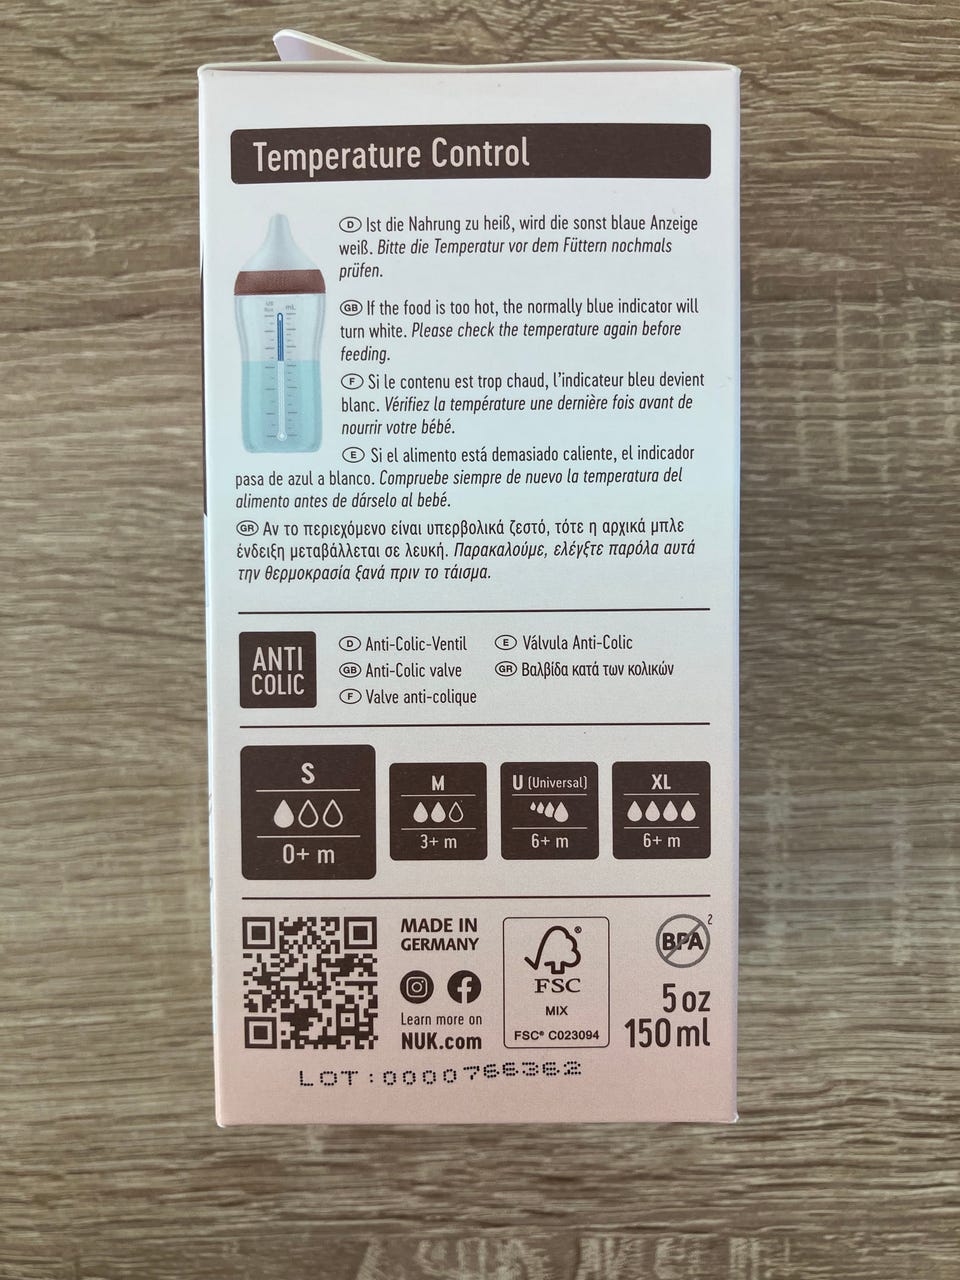 Temperature Control
D Ist die Nahrung zu heiß, wird die sonst blaue Anzeige
weiß. Bitte die Temperatur vor dem Füttern nochmals
prüfen.
GB If the food is too hot, the normally blue indicator will
turn white. Please check the temperature again before
feeding.
F Si le contenu est trop chaud, l'indicateur bleu devient
blanc. Vérifiez la température une dernière fois avant de
nourrir votre bébé.
E Si el alimento está demasiado caliente, el indicador
pasa de azul a blanco. Compruebe siempre de nuevo la temperatura del
alimento antes de dárselo al bebé.
GR Αν το περιεχόμενο είναι υπερβολικά ζεστό, τότε η αρχικά μπλε
ένδειξη μεταβάλλεται σε λευκή. Παρακαλούμε, ελέγξτε παρόλα αυτά
την θερμοκρασία ξανά πριν το τάισμα.
ANTI
COLIC
D Anti-Colic-Ventil
GB Anti-Colic valve
F Valve anti-colique
E Válvula Anti-Colic
GR Βαλβίδα κατά των κολικών
S
0+ m
M
3+ m
U (Universal)
6+ m
XL
6+ m
MADE IN
GERMANY
Learn more on
NUK.com
FSC
MIX
FSC® C023094
BPA 2
5 oz
150 ml
LOT:0000766362